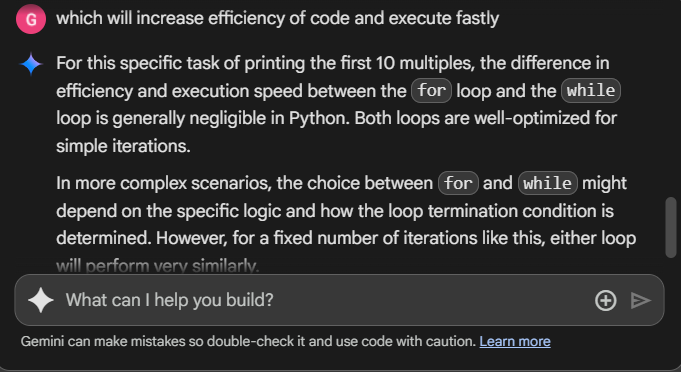 G
which will increase efficiency of code and execute fastly
For this specific task of printing the first 10 multiples, the difference in
efficiency and execution speed between the for loop and the while
loop is generally negligible in Python. Both loops are well-optimized for
simple iterations.
In more complex scenarios, the choice between for and while might
depend on the specific logic and how the loop termination condition is
determined. However, for a fixed number of iterations like this, either loop
will perform very similarly.
What can I help you build?
Gemini can make mistakes so double-check it and use code with caution. Learn more